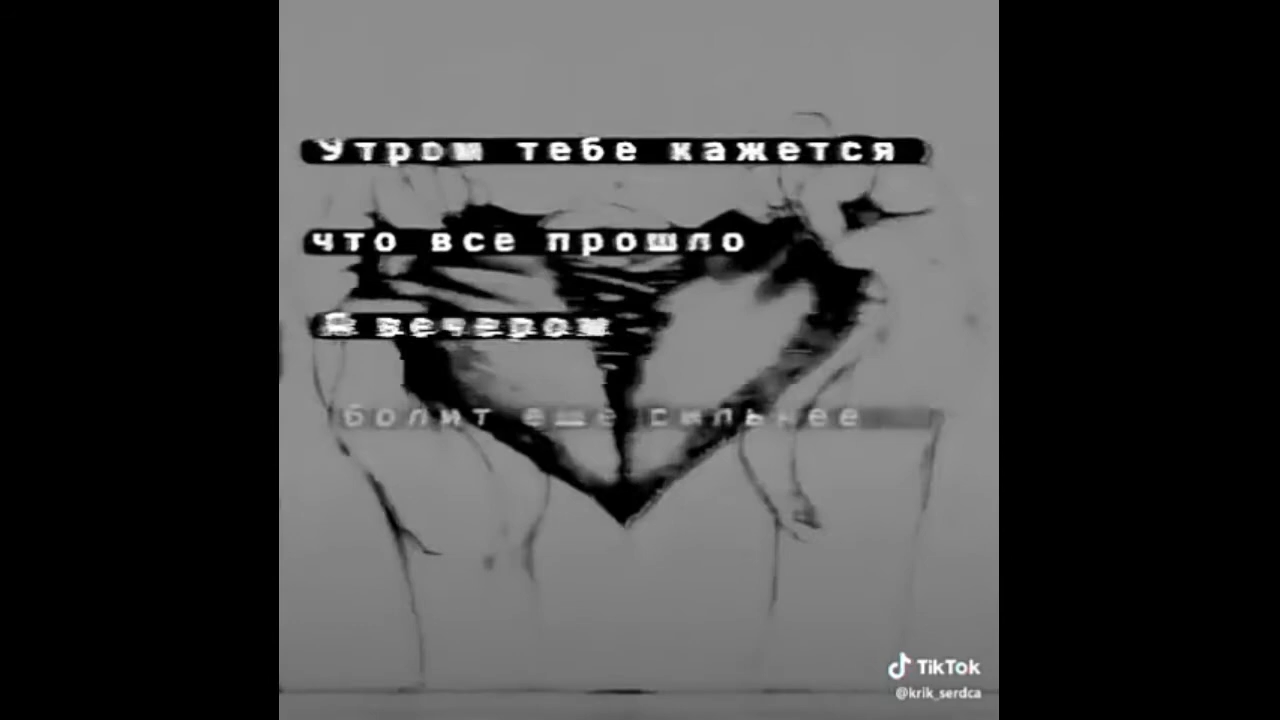 Утром тебе кажется
что все прошло
А вечером
болит еще сильнее
TikTok
@krik_serdca